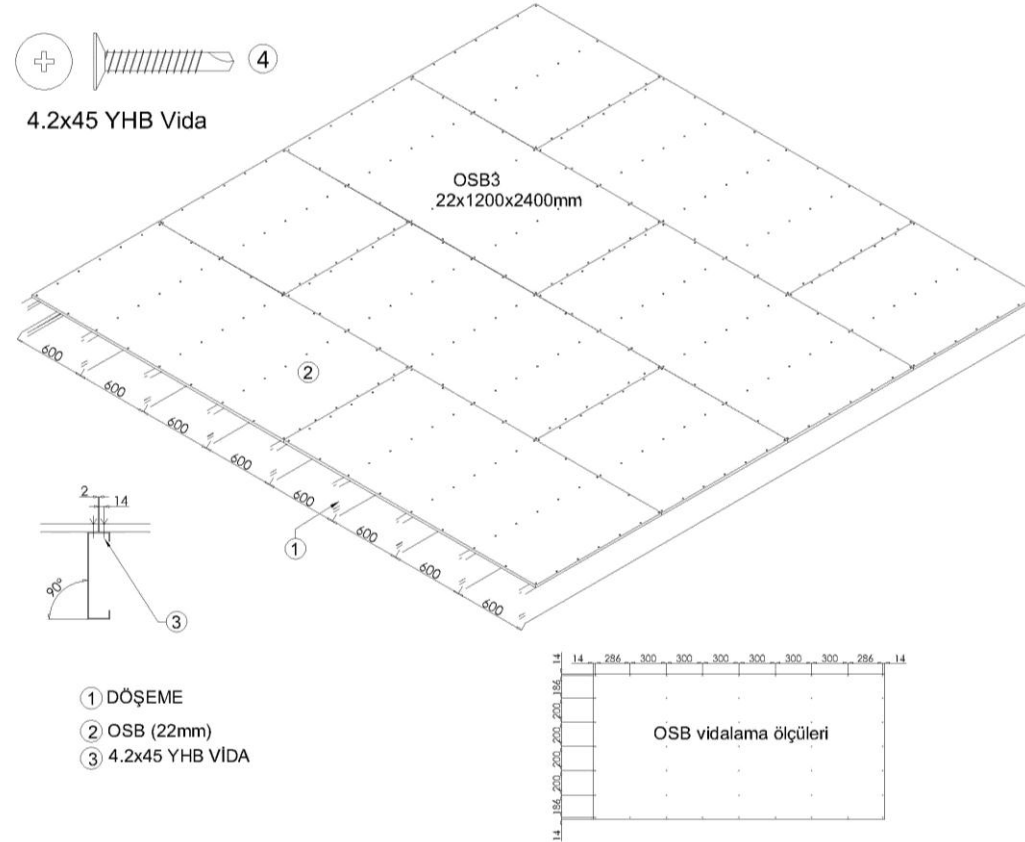 4
4.2x45 YHB Vida
OSB3
22x1200x2400mm
2
600
600
600
600
600
600
600
600
1
2
14
90°
3
1 DÖŞEME
2 OSB (22mm)
3 4.2x45 YHB VİDA
14 286 300 300 300 300 300 286 14
14
186
200
200
200
200
186
14
OSB vidalama ölçüleri